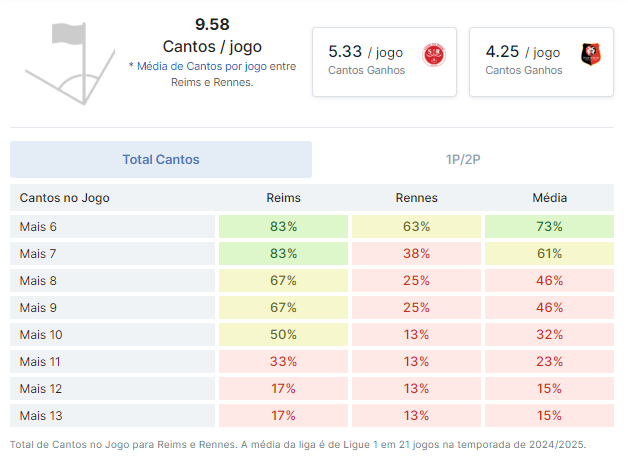 9.58
Cantos / jogo
* Média de Cantos por jogo entre
Reims e Rennes.
5.33 / jogo
Cantos Ganhos
4.25 / jogo
Cantos Ganhos
Total Cantos 1P/2P
Cantos no Jogo Reims Rennes Média
Mais 6 83% 63% 73%
Mais 7 83% 38% 61%
Mais 8 67% 25% 46%
Mais 9 67% 25% 46%
Mais 10 50% 13% 32%
Mais 11 33% 13% 23%
Mais 12 17% 13% 15%
Mais 13 17% 13% 15%
Total de Cantos no Jogo para Reims e Rennes. A média da liga é de Ligue 1 em 21 jogos na temporada de 2024/2025.